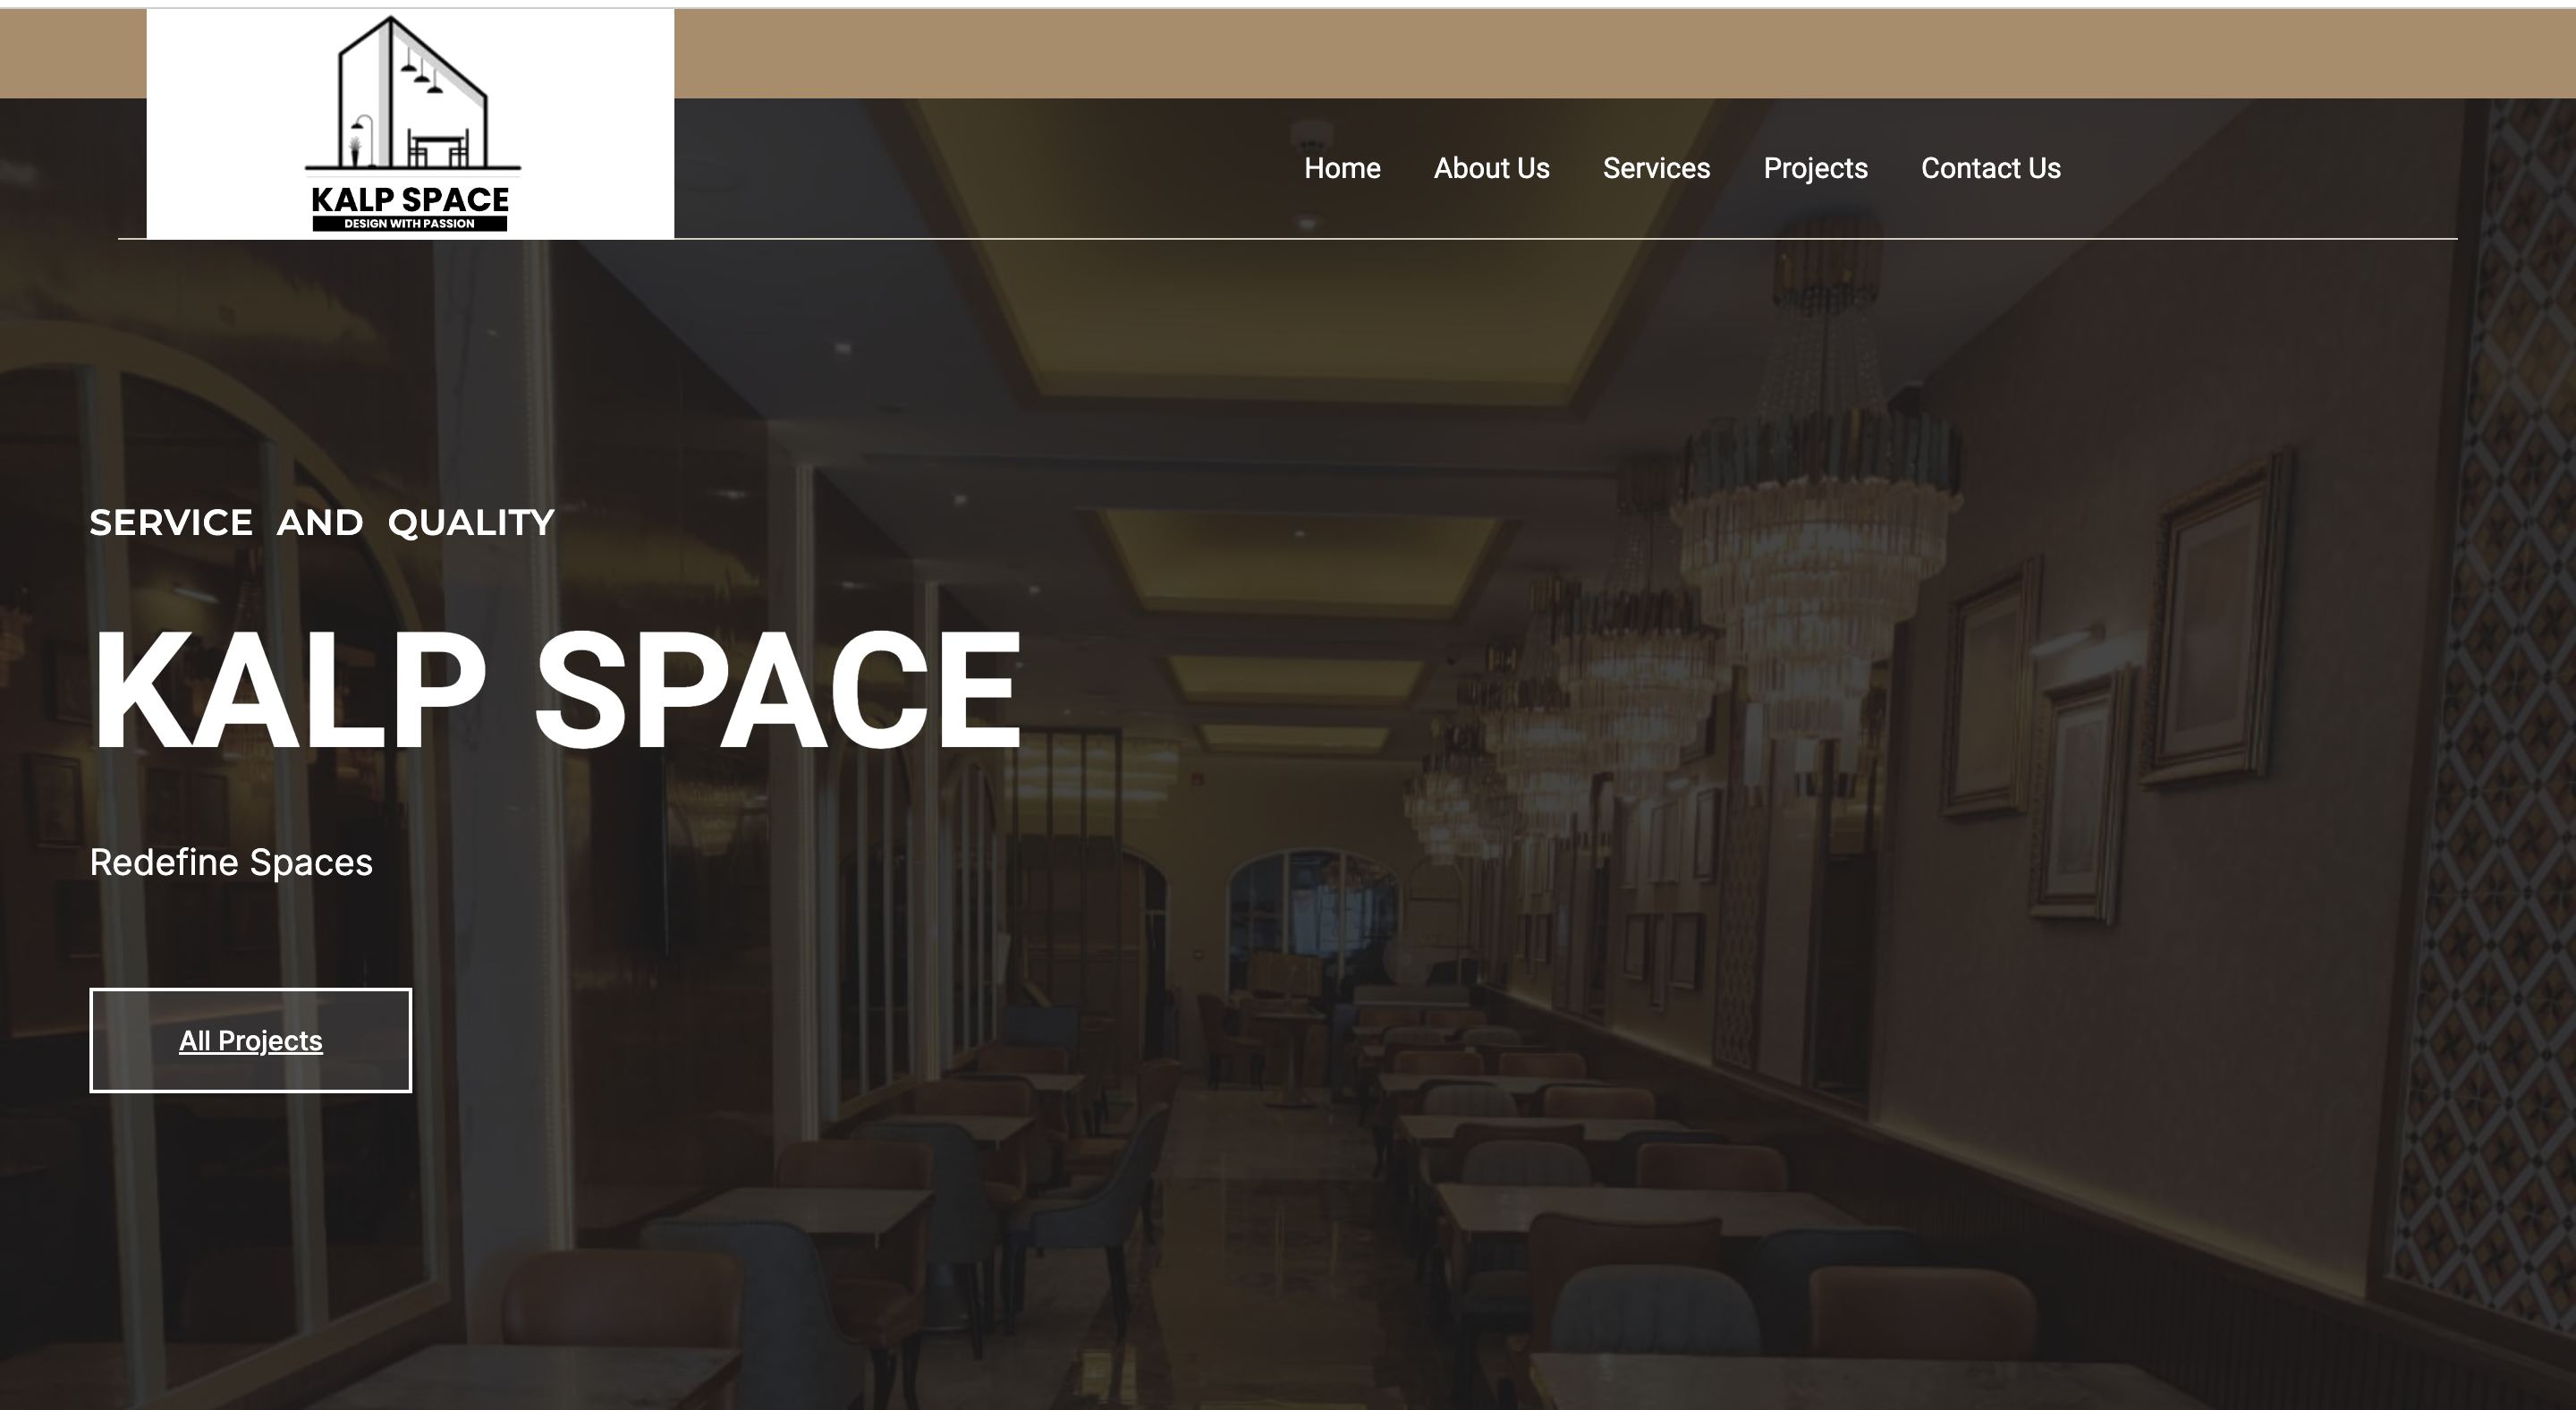 KALP SPACE
DESIGN WITH PASSION
Home About Us Services Projects Contact Us
SERVICE AND QUALITY
KALP SPACE
Redefine Spaces
All Projects